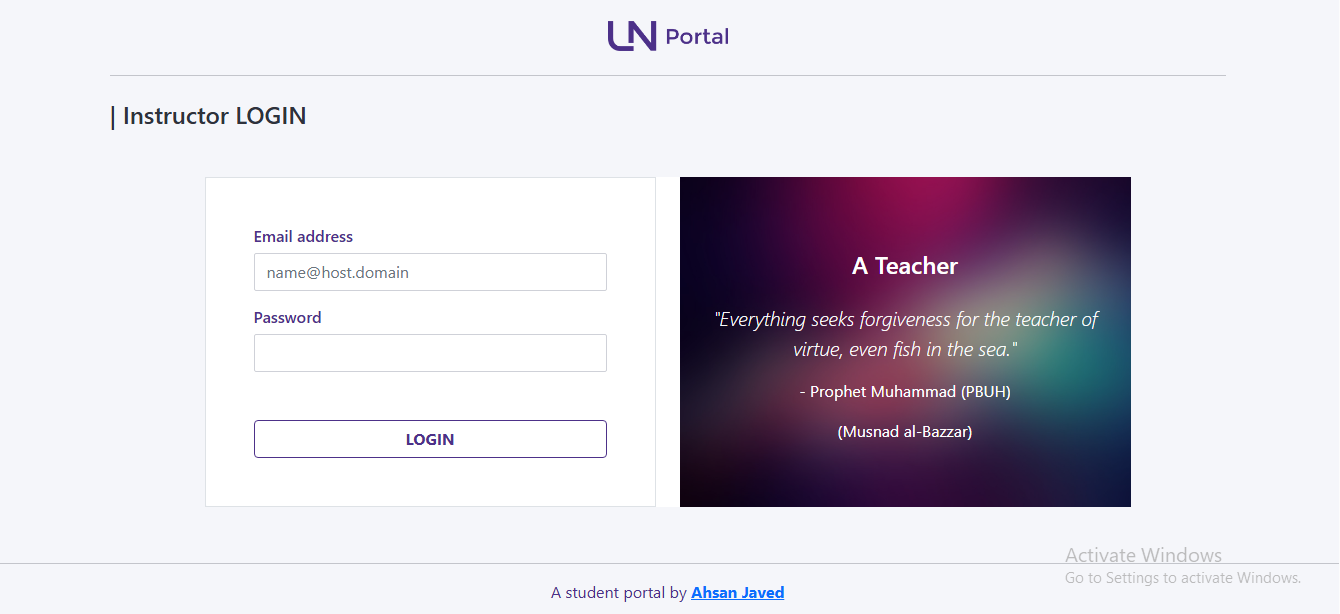 LN Portal
| Instructor LOGIN
Email address
name@host.domain
Password
LOGIN
A Teacher
"Everything seeks forgiveness for the teacher of
virtue, even fish in the sea."
- Prophet Muhammad (PBUH)
(Musnad al-Bazzar)
Activate Windows
Go to Settings to activate Windows.
A student portal by Ahsan Javed